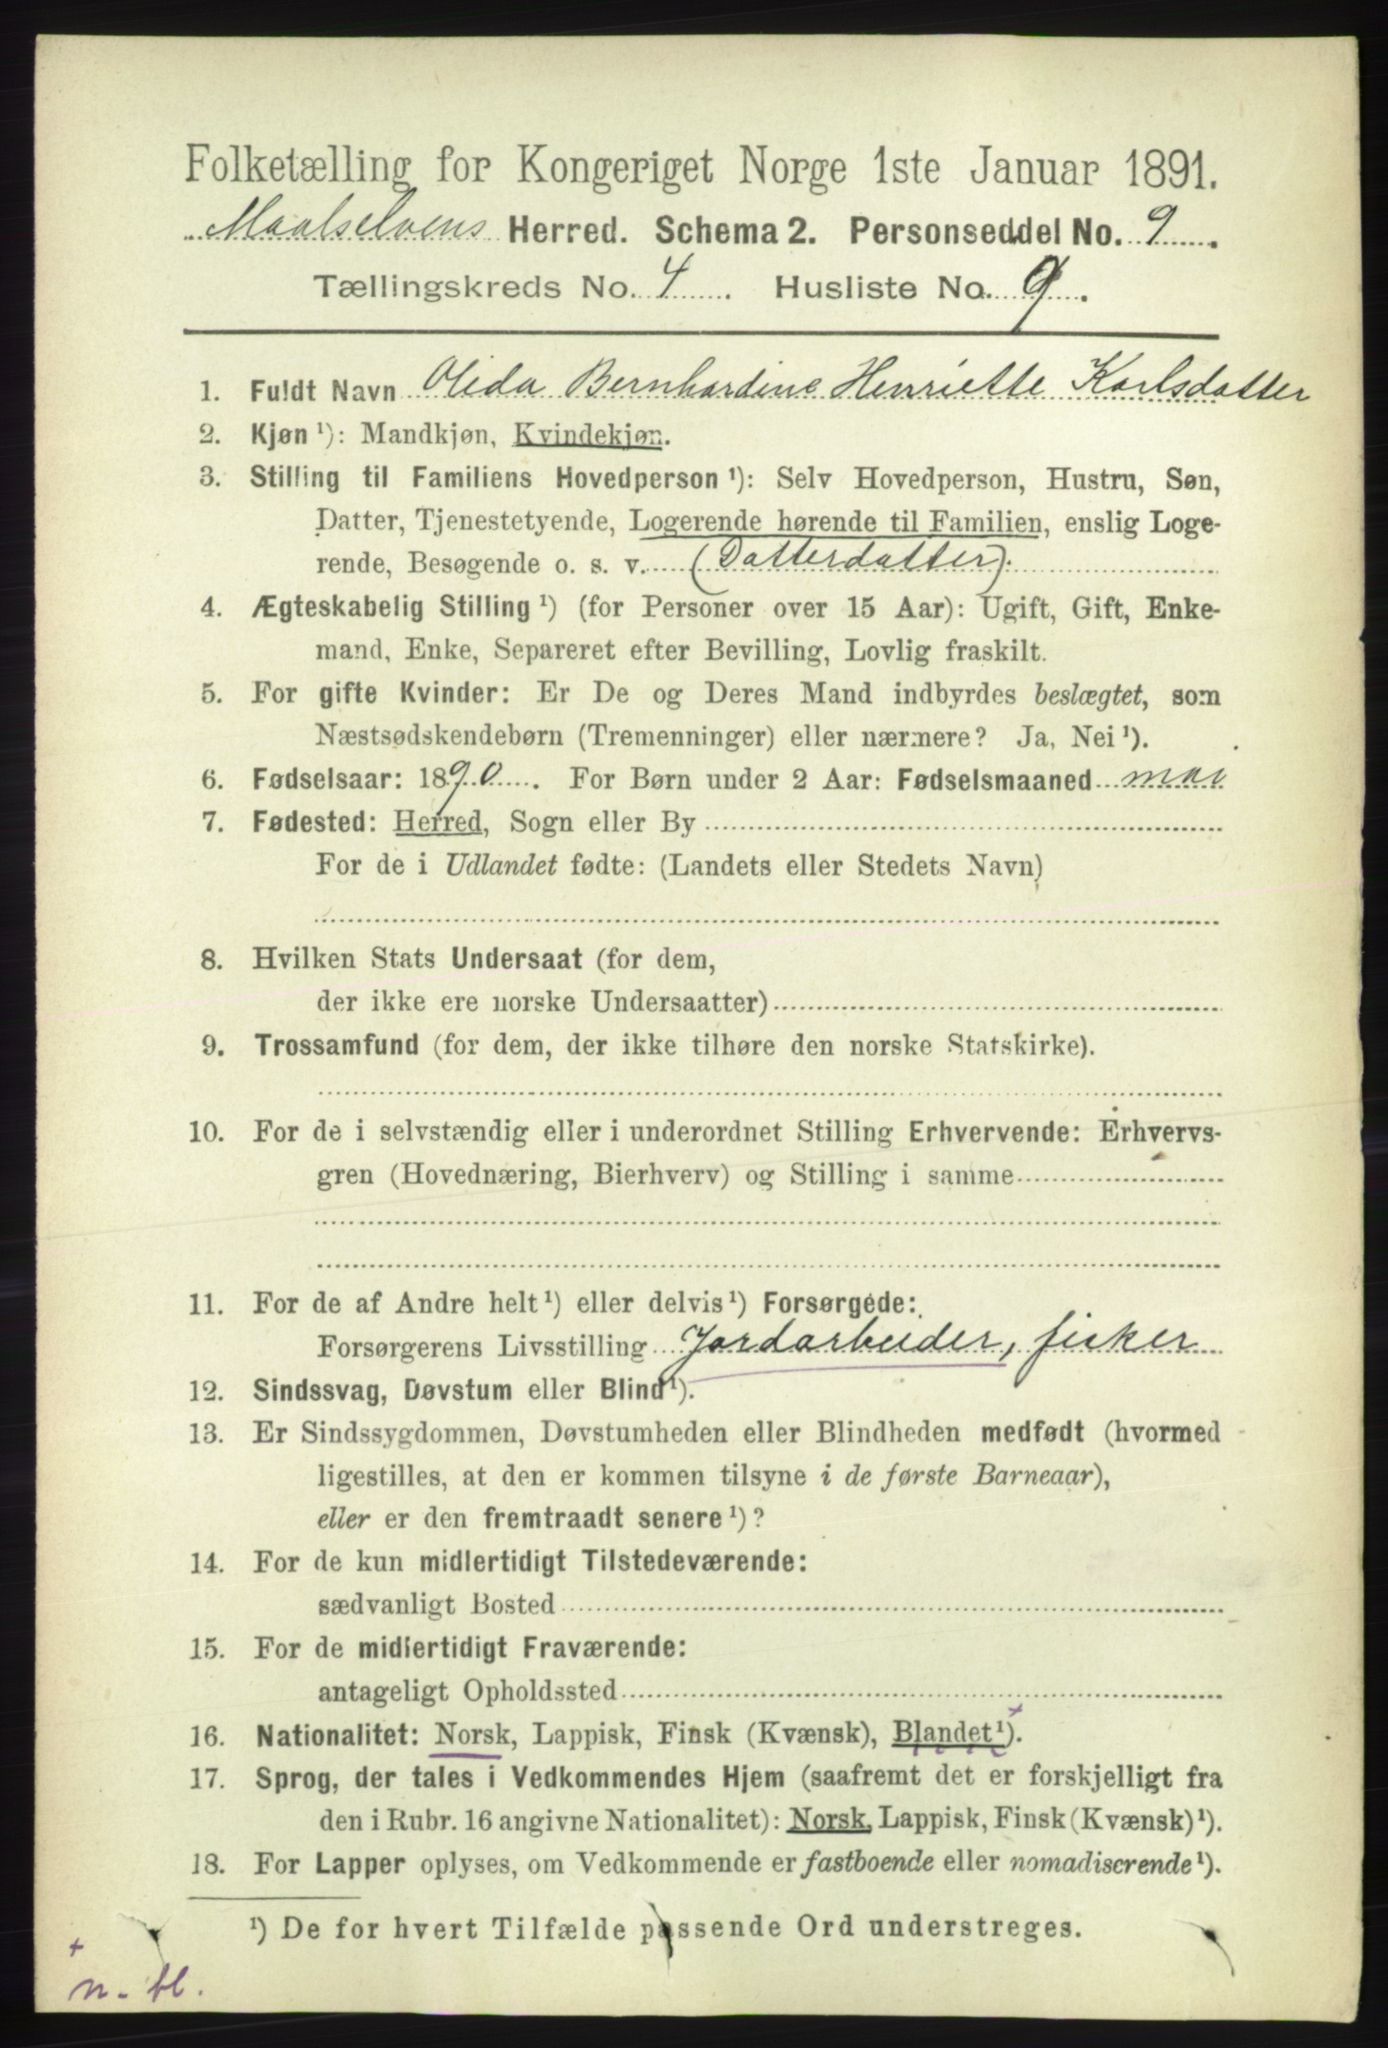 Folketælling for Kongeriget Norge 1ste Januar 1891.
Maalselvens Herred. Schema 2. Personseddel No. 9.
Tællingskreds No. 4. Husliste No. 9.
1. Fuldt Navn Olida Bernhardine Henriette Karlsdatter
2. Kjøn ¹): Mandkjøn, Kvindekjøn.
3. Stilling til Familiens Hovedperson ¹): Selv Hovedperson, Hustru, Søn,
Datter, Tjenestetyende, Logerende hørende til Familien, enslig Loge-
rende, Besøgende o. s. v. (Datterdatter).
4. Ægteskabelig Stilling ¹) (for Personer over 15 Aar): Ugift, Gift, Enke-
mand, Enke, Separeret efter Bevilling, Lovlig fraskilt.
5. For gifte Kvinder: Er De og Deres Mand indbyrdes beslægtet, som
Næstsødskendebørn (Tremenninger) eller nærmere? Ja, Nei ¹).
6. Fødselsaar: 1890. For Børn under 2 Aar: Fødselsmaaned mai
7. Fødested: Herred, Sogn eller By
For de i Udlandet fødte: (Landets eller Stedets Navn)
8. Hvilken Stats Undersaat (for dem,
der ikke ere norske Undersaatter)
9. Trossamfund (for dem, der ikke tilhøre den norske Statskirke).
10. For de i selvstændig eller i underordnet Stilling Erhvervende: Erhvervs-
gren (Hovednæring, Bierhverv) og Stilling i samme
11. For de af Andre helt ¹) eller delvis ¹) Forsørgede:
Forsørgerens Livsstilling Jordarbeider, fisker
12. Sindssvag, Døvstum eller Blind ¹).
13. Er Sindssygdommen, Døvstumheden eller Blindheden medfødt (hvormed
ligestilles, at den er kommen tilsyne i de første Barneaar),
eller er den fremtraadt senere ¹)?
14. For de kun midlertidigt Tilstedeværende:
sædvanligt Bosted
15. For de midlertidigt Fraværende:
antageligt Opholdssted
16. Nationalitet: Norsk, Lappisk, Finsk (Kvænsk), Blandet ¹). +
17. Sprog, der tales i Vedkommendes Hjem (saafremt det er forskjelligt fra
den i Rubr. 16 angivne Nationalitet): Norsk, Lappisk, Finsk (Kvænsk) ¹).
18. For Lapper oplyses, om Vedkommende er fastboende eller nomadiserende ¹).
¹) De for hvert Tilfælde passende Ord understreges.
+
n. bl.